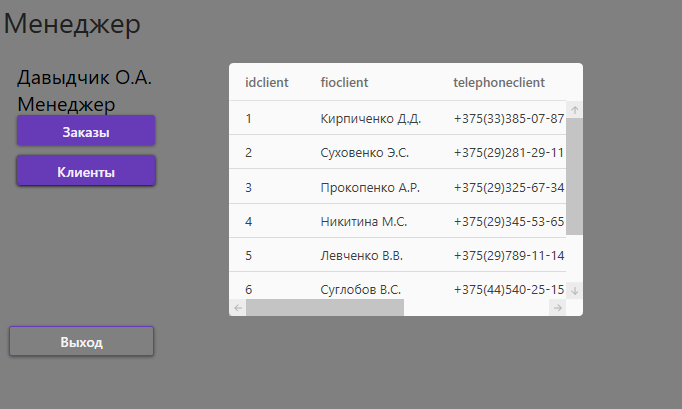 Менеджер
Давыдчик О.А.
Менеджер
Заказы
Клиенты
Выход
idclient fioclient telephoneclient
1 Кирпиченко Д.Д. +375(33)385-07-87
2 Суховенко Э.С. +375(29)281-29-11
3 Прокопенко А.Р. +375(29)325-67-34
4 Никитина М.С. +375(29)345-53-65
5 Левченко В.В. +375(29)789-11-14
6 Суглобов В.С. +375(44)540-25-15